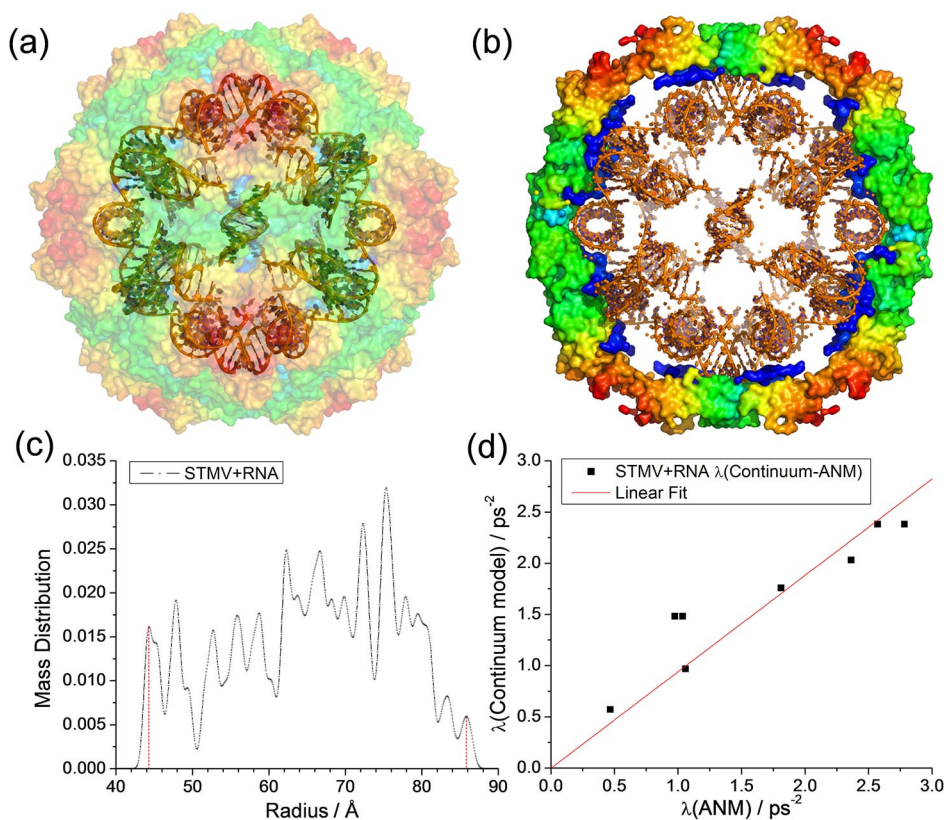 (a)
(b)
(c)
0.035
0.030
0.025
0.020
0.015
0.010
0.005
0.000
Mass Distribution
STMV+RNA
40
50
60
70
80
90
Radius / Å
(d)
3.0
2.5
2.0
1.5
1.0
0.5
0.0
λ(Continuum model) / ps⁻²
STMV+RNA λ(Continuum-ANM)
Linear Fit
0.0
0.5
1.0
1.5
2.0
2.5
3.0
λ(ANM) / ps⁻²